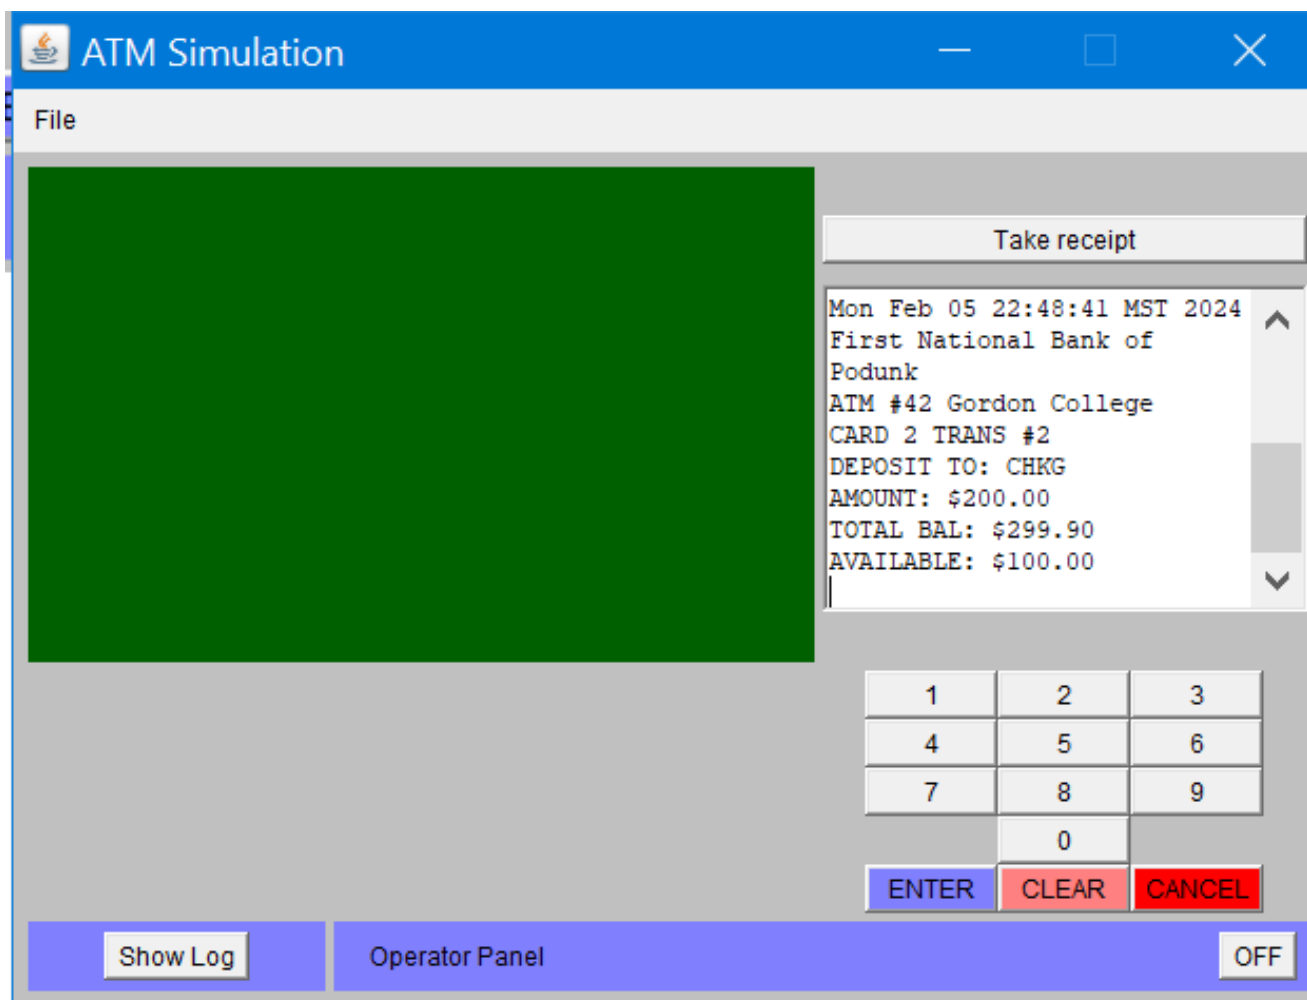 ATM Simulation
File
Take receipt
Mon Feb 05 22:48:41 MST 2024
First National Bank of
Podunk
ATM #42 Gordon College
CARD 2 TRANS #2
DEPOSIT TO: CHKG
AMOUNT: $200.00
TOTAL BAL: $299.90
AVAILABLE: $100.00
1 2 3
4 5 6
7 8 9
0
ENTER CLEAR CANCEL
Show Log Operator Panel OFF